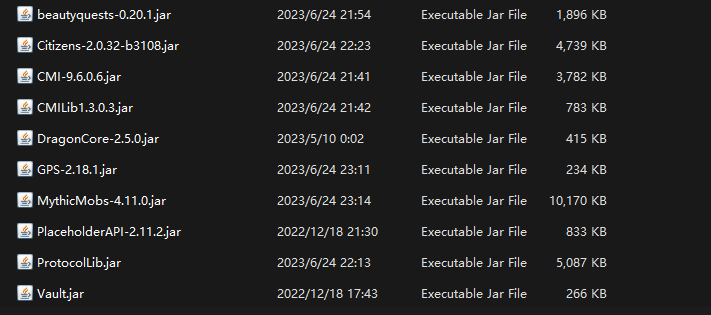 beautyquests-0.20.1.jar 2023/6/24 21:54 Executable Jar File 1,896 KB
Citizens-2.0.32-b3108.jar 2023/6/24 22:23 Executable Jar File 4,739 KB
CMI-9.6.0.6.jar 2023/6/24 21:41 Executable Jar File 3,782 KB
CMILib1.3.0.3.jar 2023/6/24 21:42 Executable Jar File 783 KB
DragonCore-2.5.0.jar 2023/5/10 0:02 Executable Jar File 415 KB
GPS-2.18.1.jar 2023/6/24 23:11 Executable Jar File 234 KB
MythicMobs-4.11.0.jar 2023/6/24 23:14 Executable Jar File 10,170 KB
PlaceholderAPI-2.11.2.jar 2022/12/18 21:30 Executable Jar File 833 KB
ProtocolLib.jar 2023/6/24 22:13 Executable Jar File 5,087 KB
Vault.jar 2022/12/18 17:43 Executable Jar File 266 KB